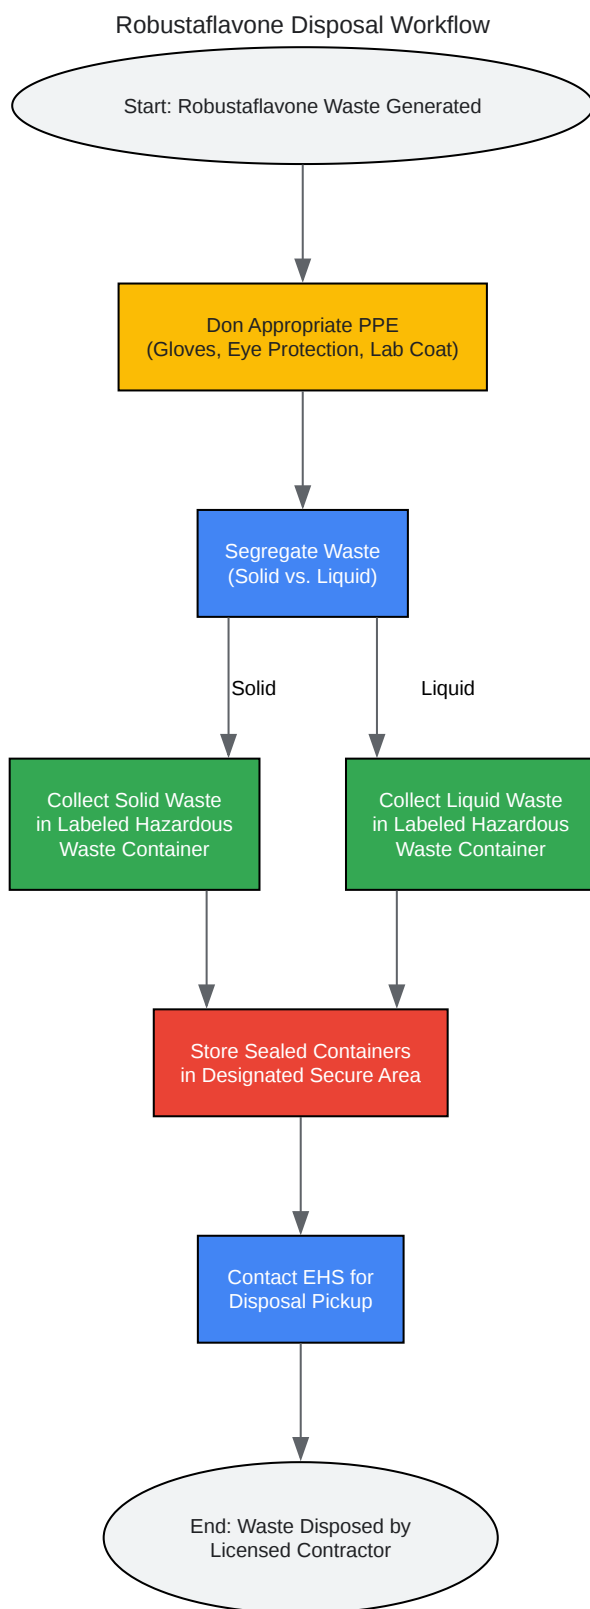 Robustaflavone Disposal Workflow
Start: Robustaflavone Waste Generated
Don Appropriate PPE
(Gloves, Eye Protection, Lab Coat)
Segregate Waste
(Solid vs. Liquid)
Solid
Liquid
Collect Solid Waste
in Labeled Hazardous
Waste Container
Collect Liquid Waste
in Labeled Hazardous
Waste Container
Store Sealed Containers
in Designated Secure Area
Contact EHS for
Disposal Pickup
End: Waste Disposed by
Licensed Contractor